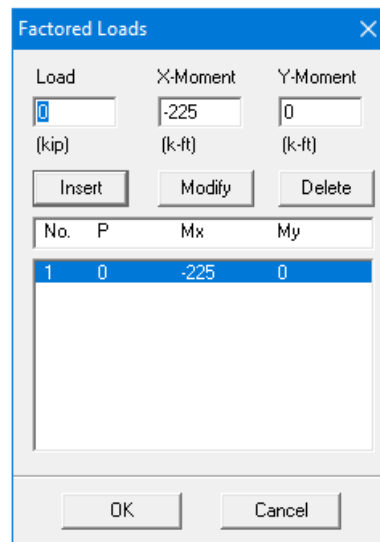 Factored Loads
Load X-Moment Y-Moment
0 -225 0
(kip) (k-ft) (k-ft)
Insert Modify Delete
No. P Mx My
1 0 -225 0
OK Cancel